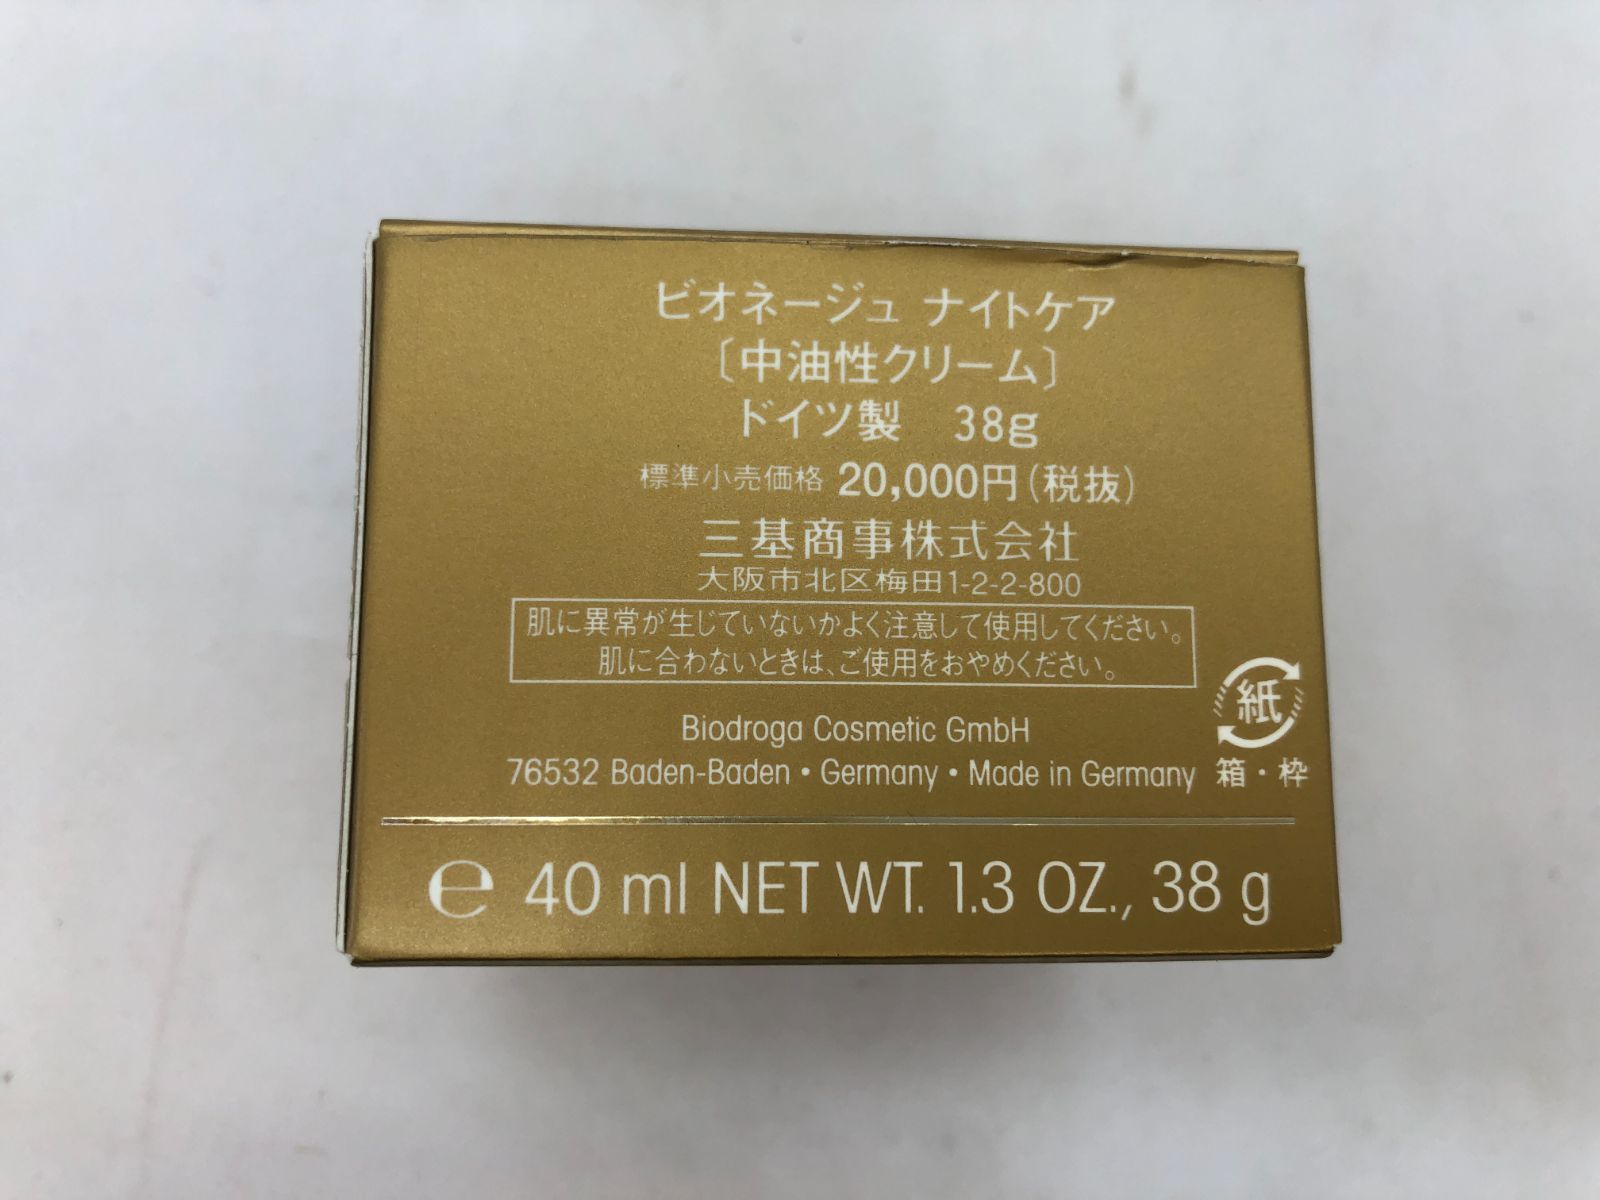 ビオネージュ ナイトケア
〔中油性クリーム〕
ドイツ製 38g
標準小売価格 20,000円(税抜)
三基商事株式会社
大阪市北区梅田1-2-2-800
肌に異常が生じていないかよく注意して使用してください。
肌に合わないときは、ご使用をおやめください。
紙
箱・枠
Biodroga Cosmetic GmbH
76532 Baden-Baden • Germany • Made in Germany
℮ 40 ml NET WT. 1.3 OZ., 38 g